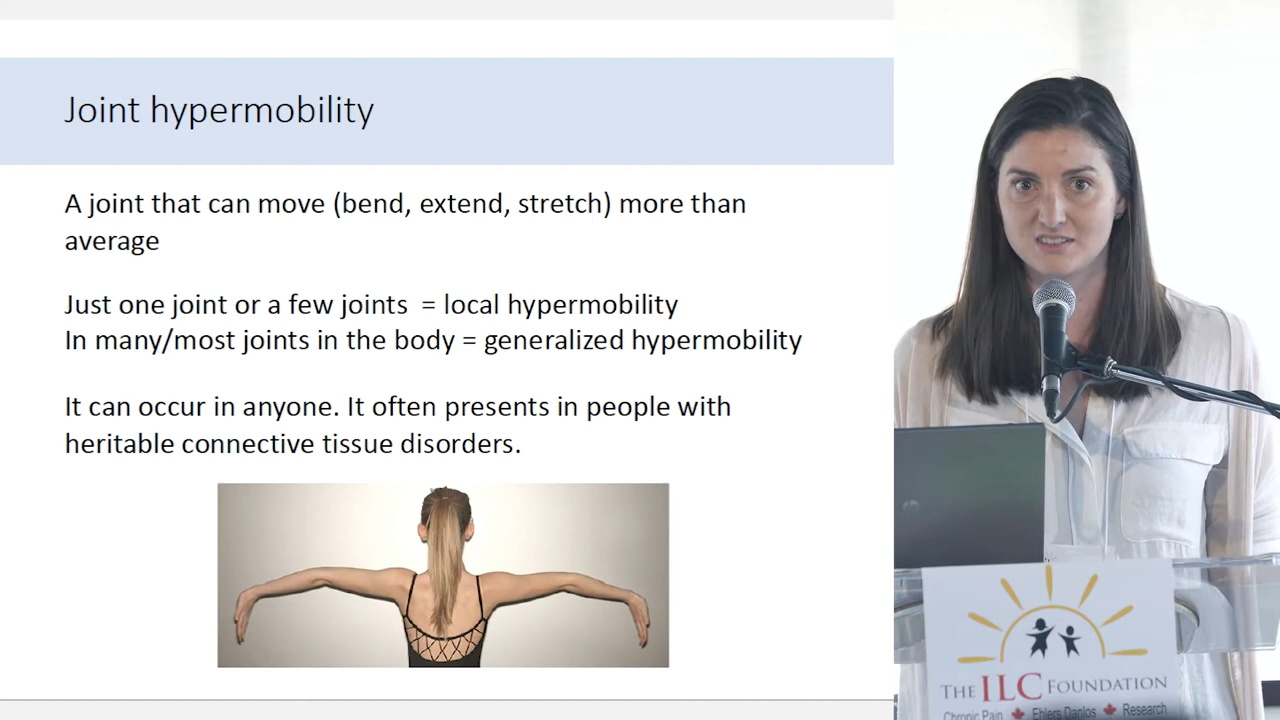 Joint hypermobility
A joint that can move (bend, extend, stretch) more than
average
Just one joint or a few joints = local hypermobility
In many/most joints in the body = generalized hypermobility
It can occur in anyone. It often presents in people with
heritable connective tissue disorders.
THE ILC FOUNDATION
Chronic Pain Ehlers Danlos Research